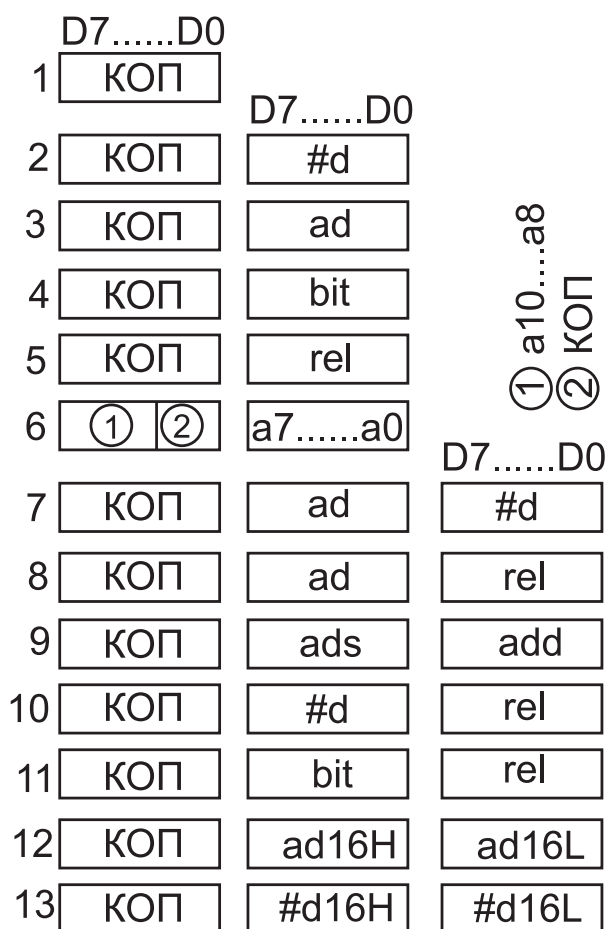 D7......D0
1 КОП
D7......D0
2 КОП #d
3 КОП ad
4 КОП bit
5 КОП rel
① a10....a8
② КОП
6 ① ② a7......a0
D7......D0
7 КОП ad #d
8 КОП ad rel
9 КОП ads add
10 КОП #d rel
11 КОП bit rel
12 КОП ad16H ad16L
13 КОП #d16H #d16L